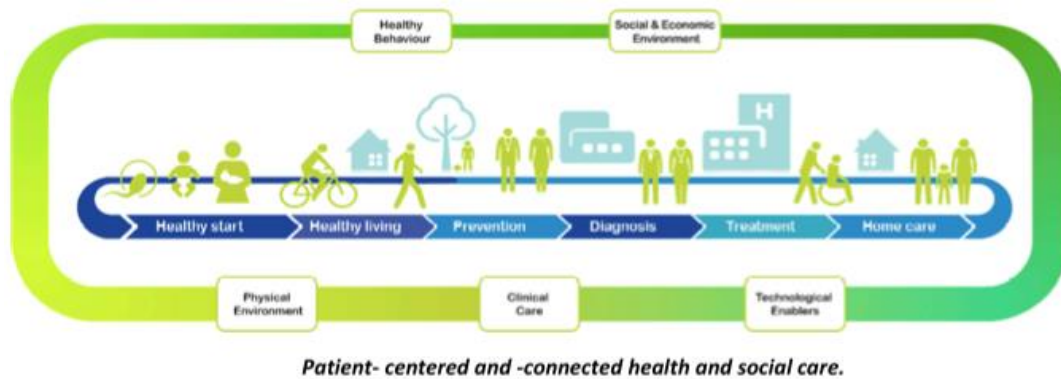 Healthy
Behaviour
Social & Economic
Environment
H
Healthy start
Healthy living
Prevention
Diagnosis
Treatment
Home care
Physical
Environment
Clinical
Care
Technological
Enablers
Patient- centered and -connected health and social care.